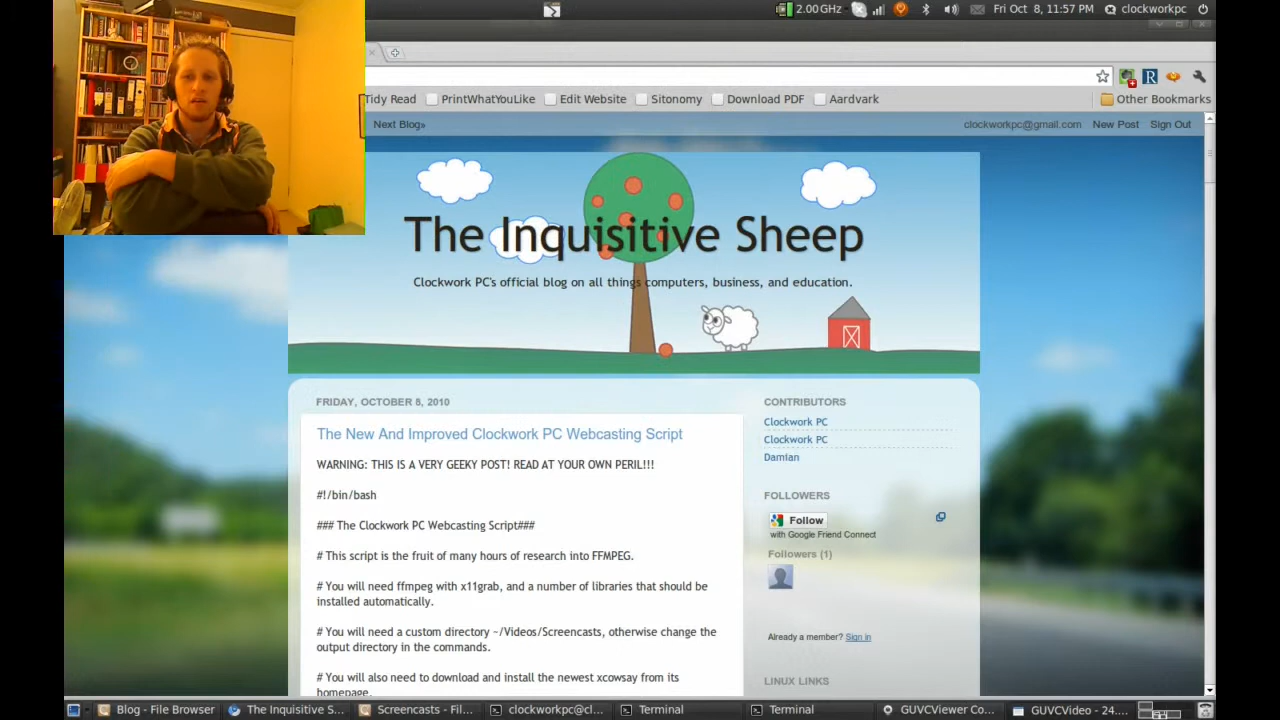 2.00 GHz Fri Oct 8, 11:57 PM clockworkpc
Tidy Read PrintWhatYouLike Edit Website Sitonomy Download PDF Aardvark Other Bookmarks
Next Blog» clockworkpc@gmail.com New Post Sign Out
The Inquisitive Sheep
Clockwork PC's official blog on all things computers, business, and education.
FRIDAY, OCTOBER 8, 2010
The New And Improved Clockwork PC Webcasting Script
WARNING: THIS IS A VERY GEEKY POST! READ AT YOUR OWN PERIL!!!
#!/bin/bash
### The Clockwork PC Webcasting Script###
# This script is the fruit of many hours of research into FFMPEG.
# You will need ffmpeg with x11grab, and a number of libraries that should be
installed automatically.
# You will need a custom directory ~/Videos/Screencasts, otherwise change the
output directory in the commands.
# You will also need to download and install the newest xcowsay from its
homepage.
CONTRIBUTORS
Clockwork PC
Clockwork PC
Damian
FOLLOWERS
Follow
with Google Friend Connect
Followers (1)
Already a member? Sign in
LINUX LINKS
Blog - File Browser The Inquisitive S... Screencasts - Fil... clockworkpc@cl... Terminal Terminal GUVCViewer Co... GUVCVideo - 24....